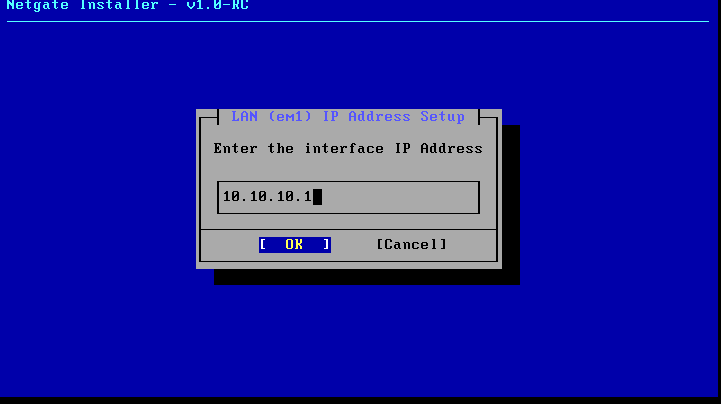 Netgate Installer - v1.0-RC
LAN (em1) IP Address Setup
Enter the interface IP Address
10.10.10.1
[  OK  ] [Cancel]